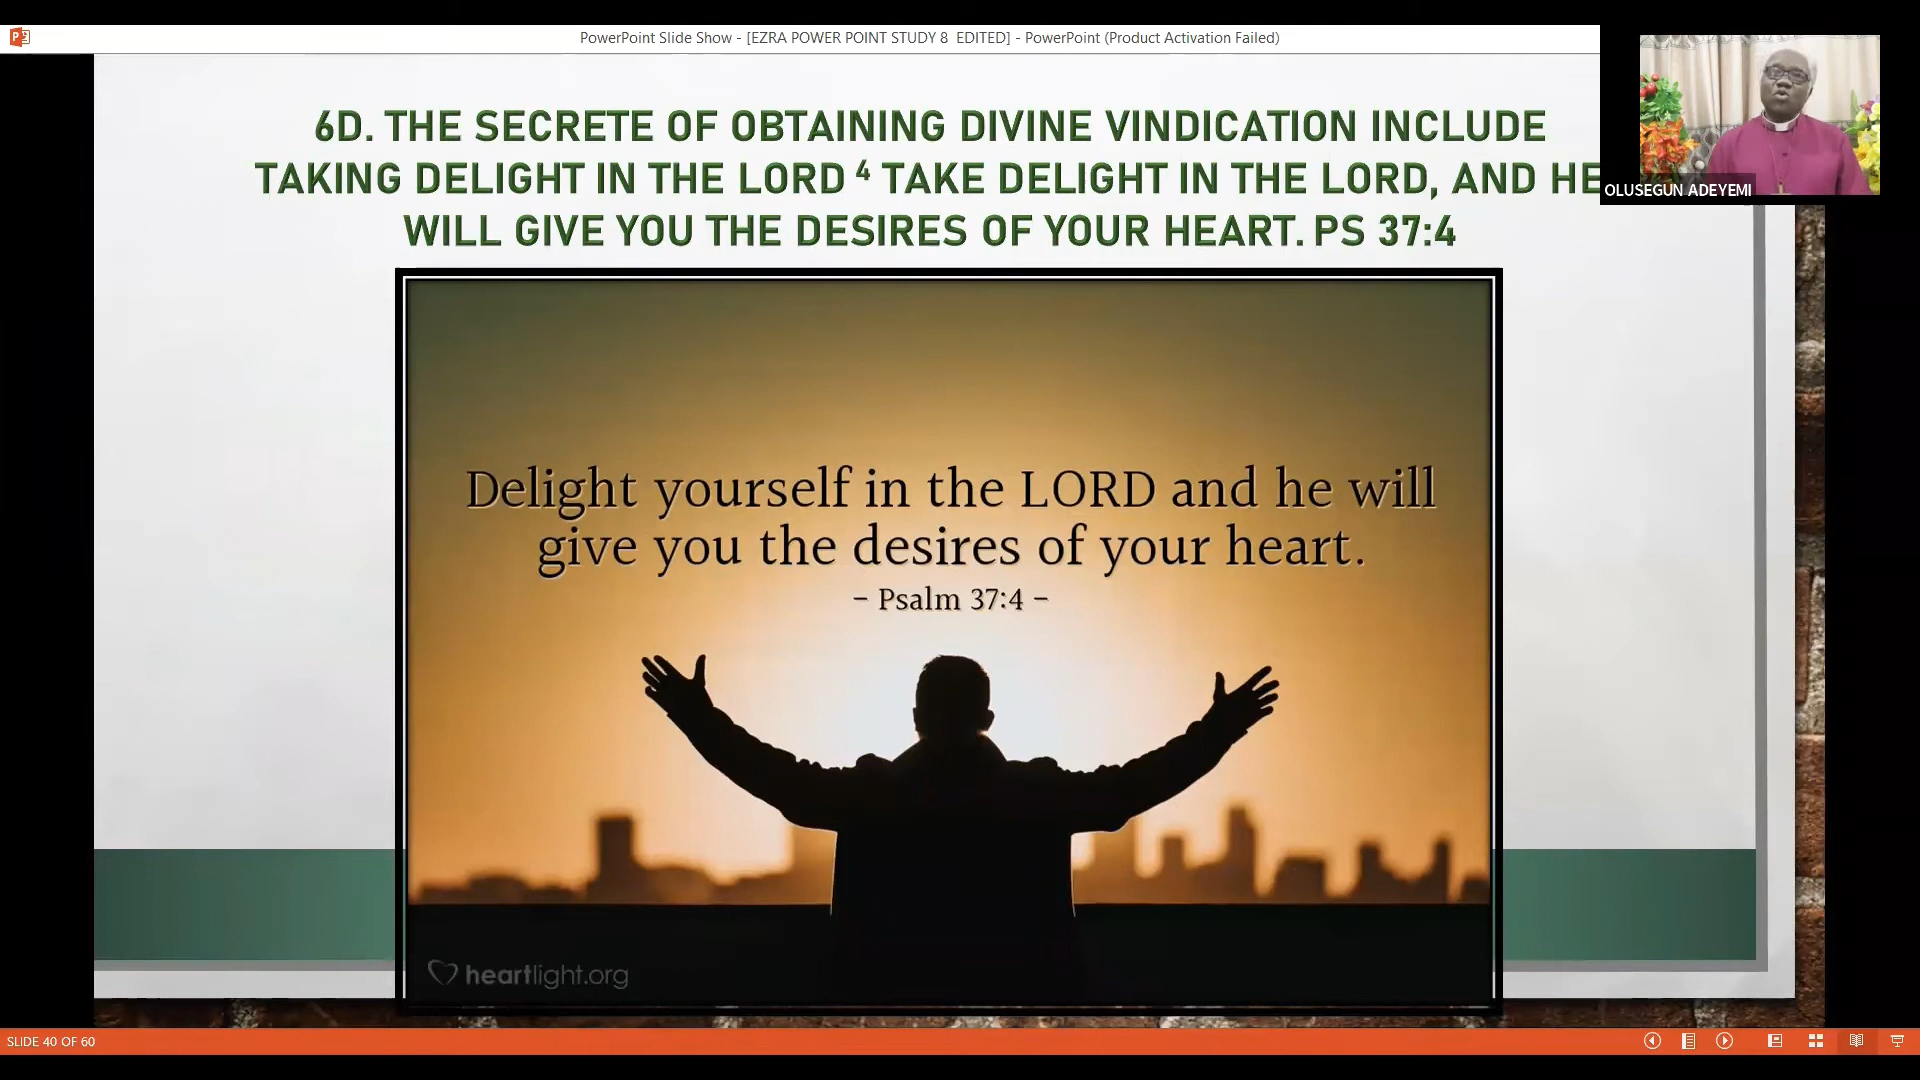 PowerPoint Slide Show - [EZRA POWER POINT STUDY 8  EDITED] - PowerPoint (Product Activation Failed)
6D. THE SECRETE OF OBTAINING DIVINE VINDICATION INCLUDE
TAKING DELIGHT IN THE LORD ⁴ TAKE DELIGHT IN THE LORD, AND HE
WILL GIVE YOU THE DESIRES OF YOUR HEART. PS 37:4
OLUSEGUN ADEYEMI
Delight yourself in the LORD and he will
give you the desires of your heart.
– Psalm 37:4 –
heartlight.org
SLIDE 40 OF 60